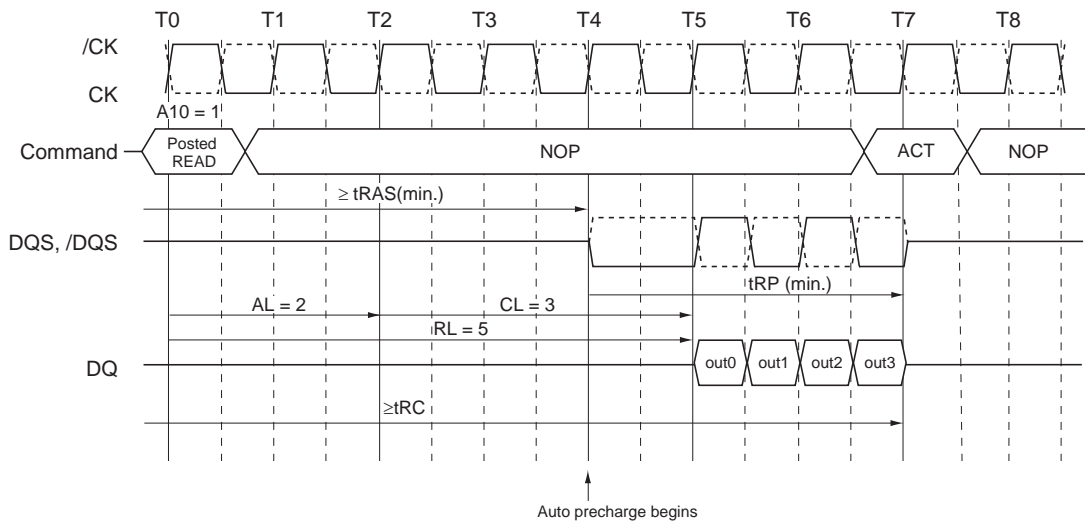 T0 T1 T2 T3 T4 T5 T6 T7 T8
/CK
CK
A10 = 1
Command
Posted
READ
NOP
ACT
NOP
≥ tRAS(min.)
DQS, /DQS
tRP (min.)
AL = 2
CL = 3
RL = 5
DQ
out0 out1 out2 out3
≥tRC
Auto precharge begins